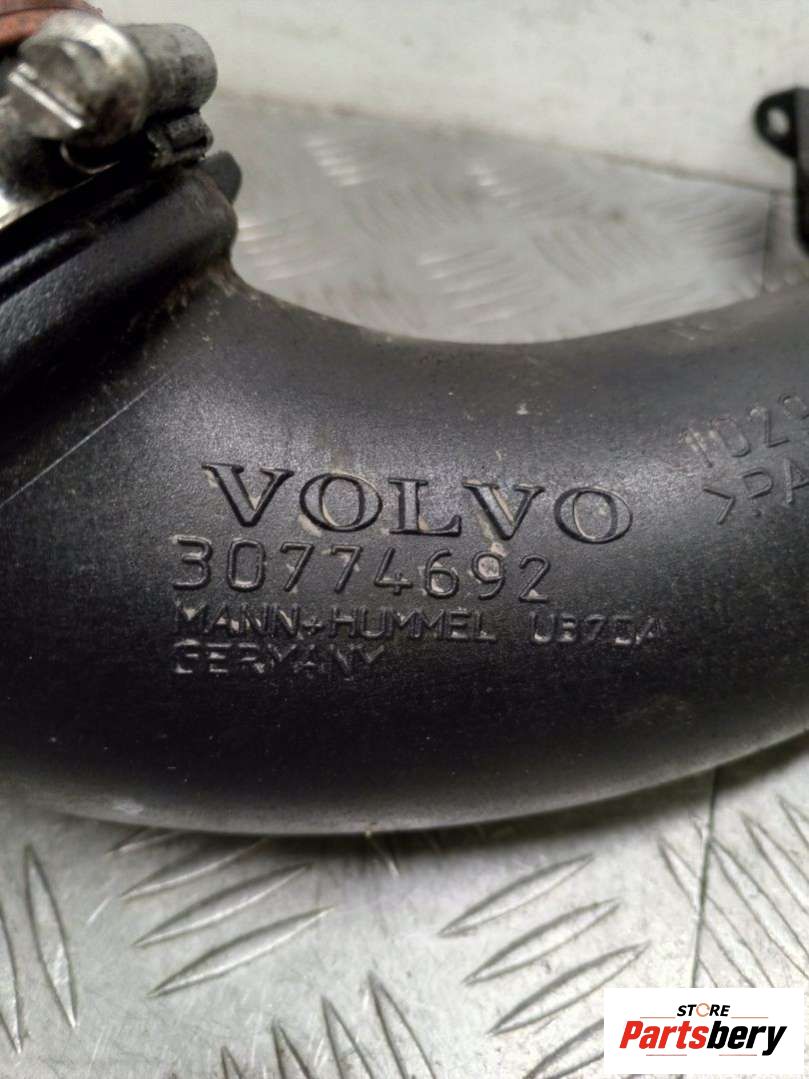 VOLVO
30774692
MANN+HUMMEL
GERMANY
STORE
Partsbery